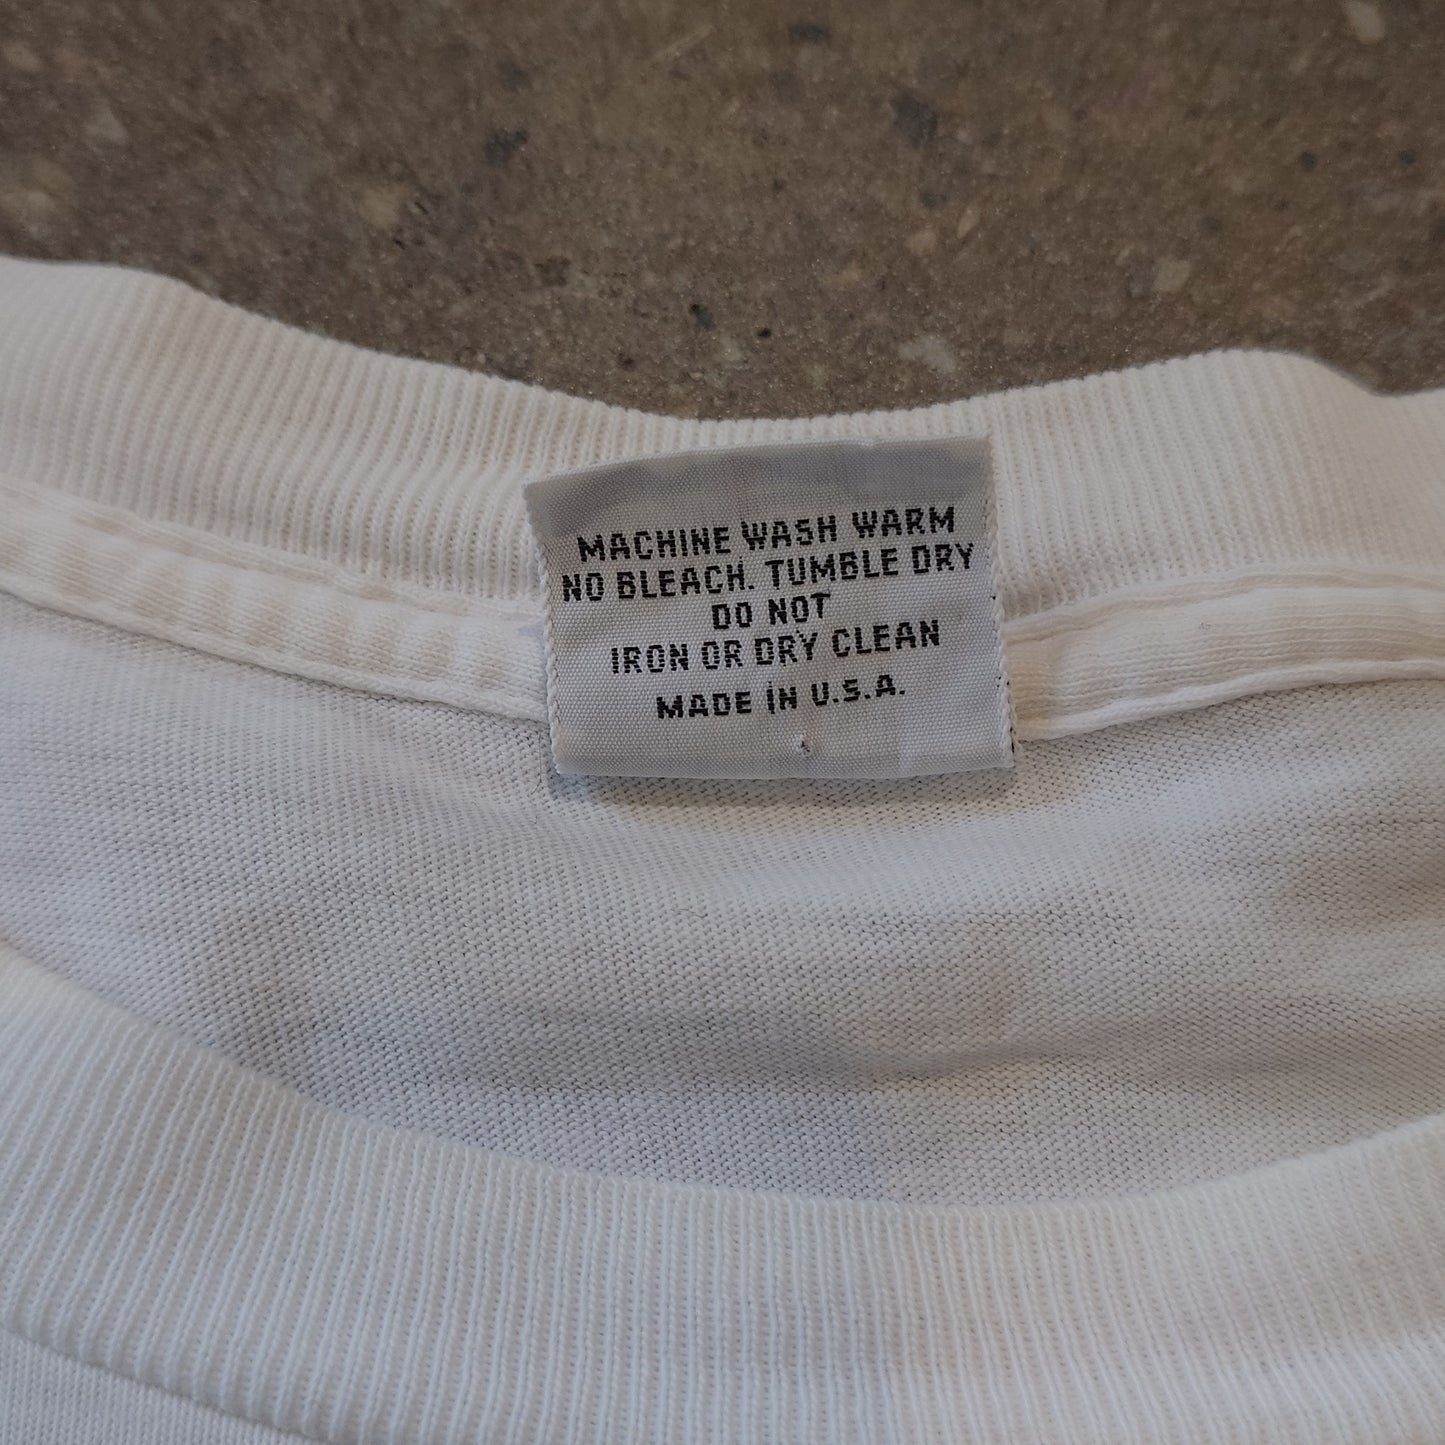 MACHINE WASH WARM
NO BLEACH. TUMBLE DRY
DO NOT
IRON OR DRY CLEAN
MADE IN U.S.A.